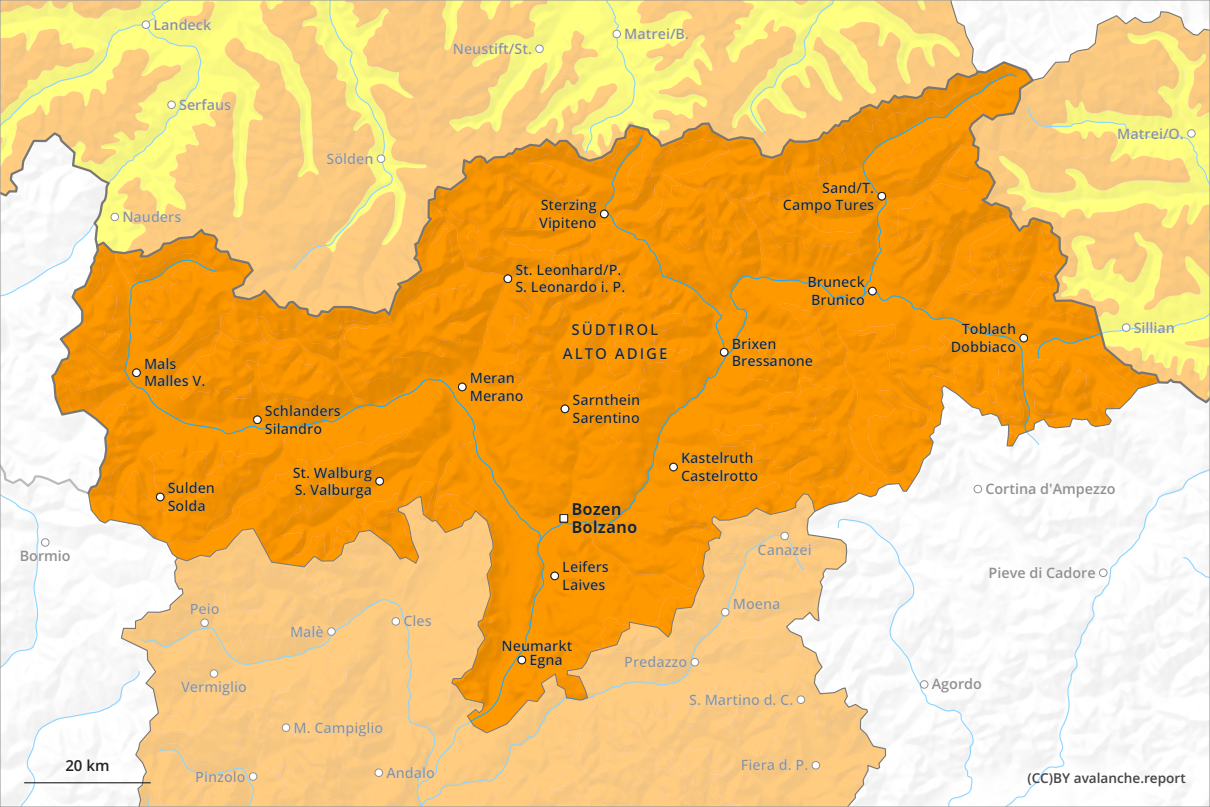 Landeck
Matrei/B.
Neustift/St.
Serfaus
Matrei/O.
Sölden
Sand/T.
Campo Tures
Sterzing
Vipiteno
Nauders
St. Leonhard/P.
S. Leonardo i. P.
Bruneck
Brunico
SÜDTIROL
ALTO ADIGE
Toblach
Dobbiaco
Sillian
Brixen
Bressanone
Mals
Malles V.
Meran
Merano
Schlanders
Silandro
Sarnthein
Sarentino
St. Walburg
S. Valburga
Kastelruth
Castelrotto
Sulden
Solda
Cortina d'Ampezzo
Bozen
Bolzano
Bormio
Canazei
Leifers
Laives
Pieve di Cadore
Peio
Moena
Malè
Cles
Neumarkt
Egna
Predazzo
Vermiglio
Agordo
S. Martino d. C.
M. Campiglio
20 km
Pinzolo
Andalo
Fiera d. P.
(CC)BY avalanche.report